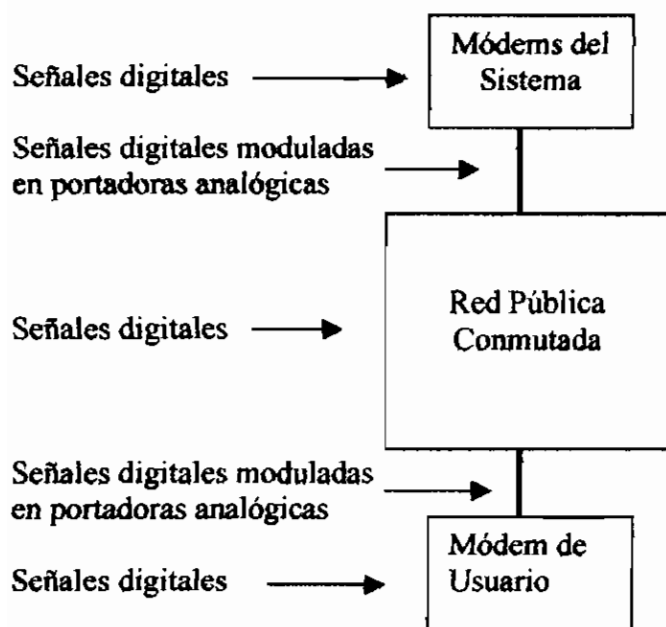 Módems del
Sistema
Señales digitales
Señales digitales moduladas
en portadoras analógicas
Red Pública
Conmutada
Señales digitales
Señales digitales moduladas
en portadoras analógicas
Módem de
Usuario
Señales digitales